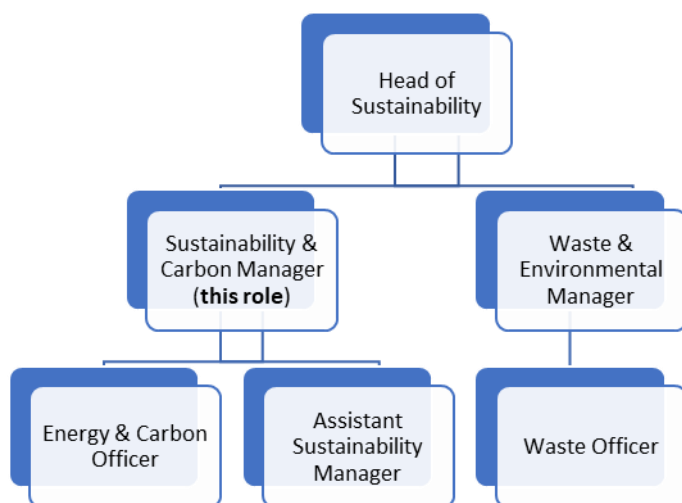 Head of
Sustainability
Sustainability &
Carbon Manager
(this role)
Waste &
Environmental
Manager
Energy & Carbon
Officer
Assistant
Sustainability
Manager
Waste Officer